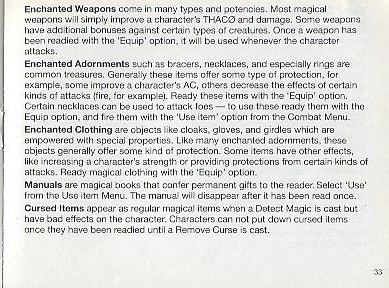 Enchanted Weapons come in many types and potencies. Most magical
weapons will simply improve a character's THACØ and damage. Some weapons
have additional bonuses against certain types of creatures. Once a weapon has
been readied with the 'Equip' option, it will be used whenever the character
attacks.
Enchanted Adornments such as bracers, necklaces, and especially rings are
common treasures. Generally these items offer some type of protection, for
example, some improve a character's AC, others decrease the effects of certain
kinds of attacks (fire, for example). Ready these items with the 'Equip' option.
Certain necklaces can be used to attack foes — to use these ready them with the
Equip option, and fire them with the 'Use item' option from the Combat Menu.
Enchanted Clothing are objects like cloaks, gloves, and girdles which are
empowered with special properties. Like many enchanted adornments, these
objects generally offer some kind of protection. Some items have other effects,
like increasing a character's strength or providing protections from certain kinds of
attacks. Ready magical clothing with the 'Equip' option.
Manuals are magical books that confer permanent gifts to the reader. Select 'Use'
from the Use item Menu. The manual will disappear after it has been read once.
Cursed Items appear as regular magical items when a Detect Magic is cast but
have bad effects on the character. Characters can not put down cursed items
once they have been readied until a Remove Curse is cast.
33